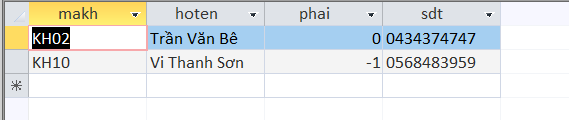 makh hoten phai sdt
KH02 Trần Văn Bê 0 0434374747
KH10 Vi Thanh Sơn -1 0568483959